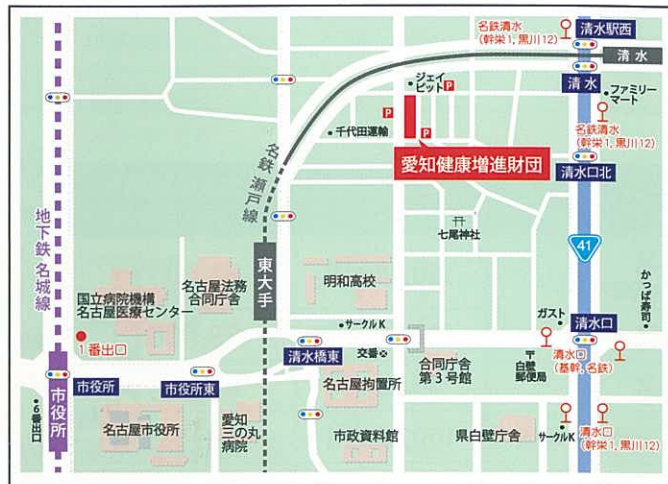 名鉄清水
(幹栄1, 黒川12)
清水駅西
清水
ジェイ
ピット
P
清水
ファミリー
マート
P
千代田運輸
P
名鉄清水
(幹栄1, 黒川12)
愛知健康増進財団
清水口北
名鉄 瀬戸線
七尾神社
41
地下鉄 名城線
東大手
名古屋法務
合同庁舎
明和高校
国立病院機構
名古屋医療センター
かっぱ寿司
ガスト
サークルK
清水口
1番出口
清水橋東
交番
合同庁舎
第3号館
〒
白壁
郵便局
清水口
(基幹, 名鉄)
市役所
市役所
市役所東
名古屋拘置所
6番出口
名古屋市役所
愛知
三の丸
病院
市政資料館
県白壁庁舎
サークルK
清水口
(幹栄1, 黒川12)